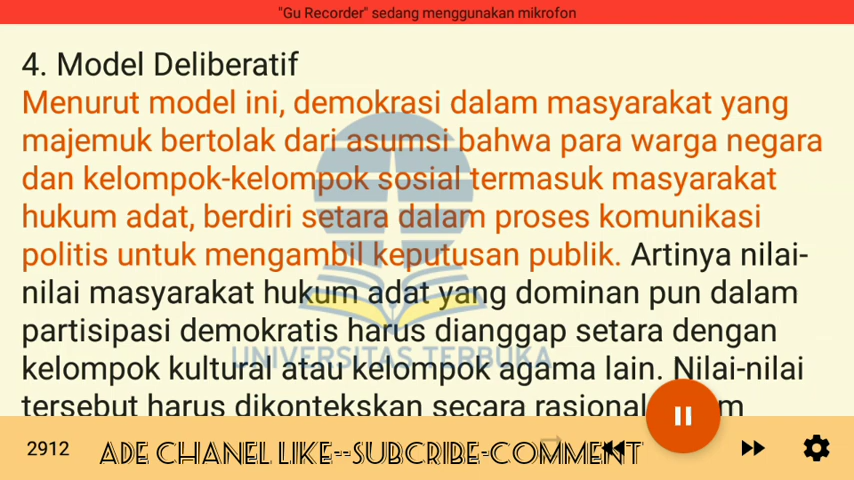 "Gu Recorder" sedang menggunakan mikrofon
4. Model Deliberatif
Menurut model ini, demokrasi dalam masyarakat yang
majemuk bertolak dari asumsi bahwa para warga negara
dan kelompok-kelompok sosial termasuk masyarakat
hukum adat, berdiri setara dalam proses komunikasi
politis untuk mengambil keputusan publik. Artinya nilai-
nilai masyarakat hukum adat yang dominan pun dalam
partisipasi demokratis harus dianggap setara dengan
UNIVERSITAS TERBUKA
kelompok kultural atau kelompok agama lain. Nilai-nilai
tersebut harus dikontekskan secara rasional
2912
ADE CHANEL LIKE--SUBCRIBE-COMMENT